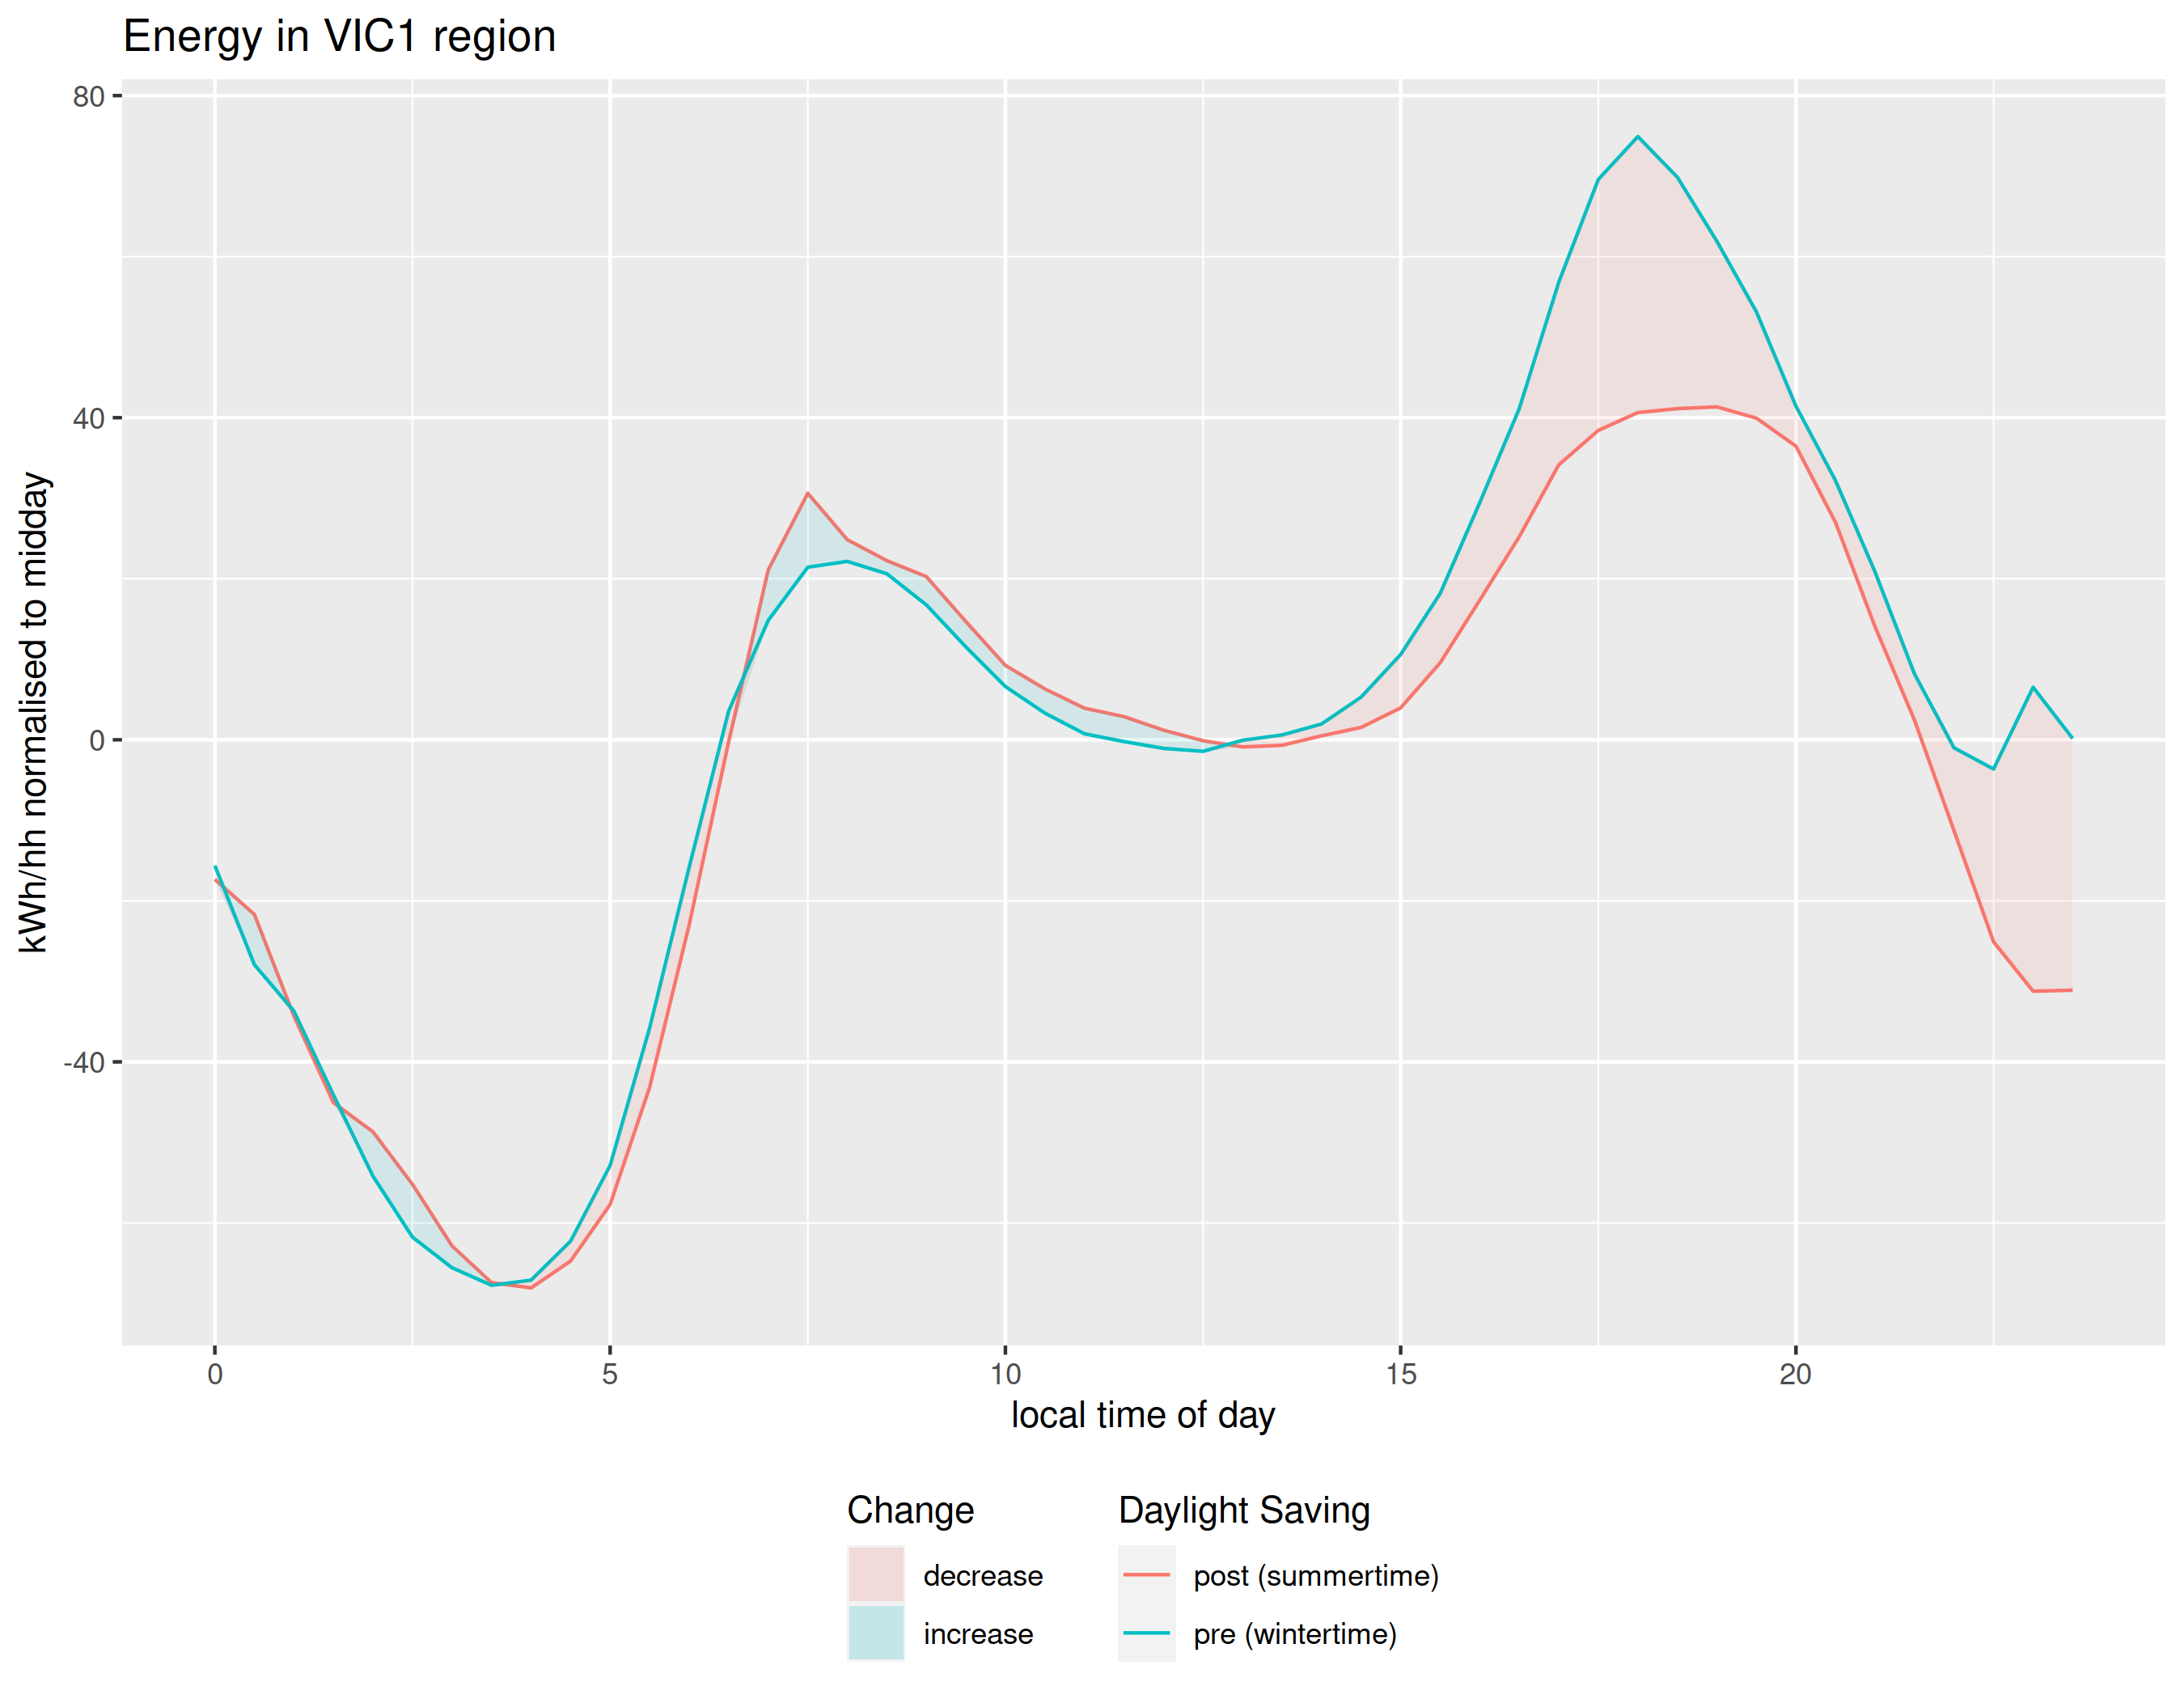 Energy in VIC1 region
kWh/hh normalised to midday
80
40
0
-40
0 5 10 15 20
local time of day
Change
decrease
increase
Daylight Saving
post (summertime)
pre (wintertime)